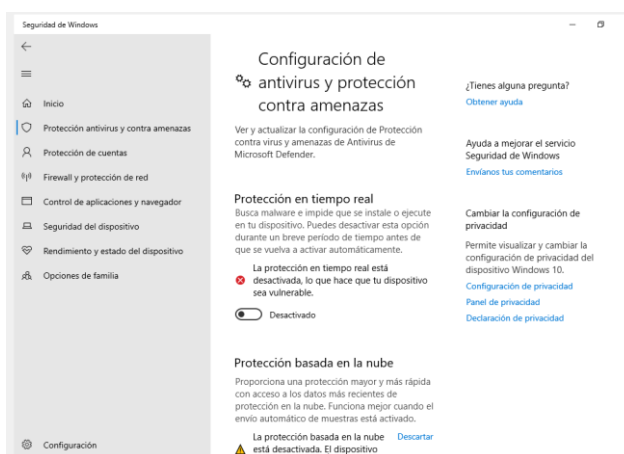 Seguridad de Windows
Inicio
Protección antivirus y contra amenazas
Protección de cuentas
Firewall y protección de red
Control de aplicaciones y navegador
Seguridad del dispositivo
Rendimiento y estado del dispositivo
Opciones de familia
Configuración
Configuración de
antivirus y protección
contra amenazas
Ver y actualizar la configuración de Protección
contra virus y amenazas de Antivirus de
Microsoft Defender.
Protección en tiempo real
Busca malware e impide que se instale o ejecute
en tu dispositivo. Puedes desactivar esta opción
durante un breve período de tiempo antes de
que se vuelva a activar automáticamente.
La protección en tiempo real está
desactivada, lo que hace que tu dispositivo
sea vulnerable.
Desactivado
Protección basada en la nube
Proporciona una protección mayor y más rápida
con acceso a los datos más recientes de
protección en la nube. Funciona mejor cuando el
envío automático de muestras está activado.
La protección basada en la nube Descartar
está desactivada. El dispositivo
¿Tienes alguna pregunta?
Obtener ayuda
Ayuda a mejorar el servicio
Seguridad de Windows
Envíanos tus comentarios
Cambiar la configuración de
privacidad
Permite visualizar y cambiar la
configuración de privacidad del
dispositivo Windows 10.
Configuración de privacidad
Panel de privacidad
Declaración de privacidad